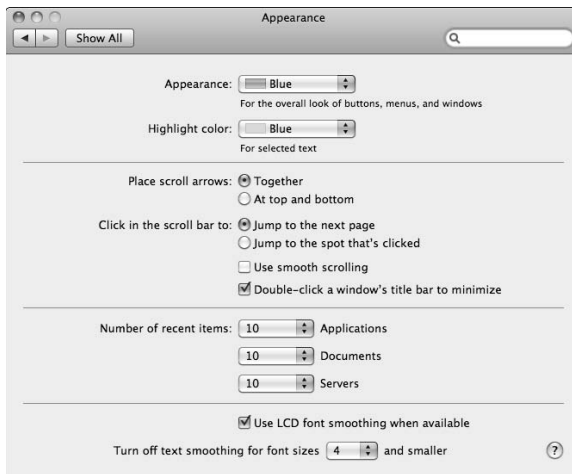 Appearance
Show All
Appearance: Blue
For the overall look of buttons, menus, and windows
Highlight color: Blue
For selected text
Place scroll arrows: Together
At top and bottom
Click in the scroll bar to: Jump to the next page
Jump to the spot that's clicked
Use smooth scrolling
Double-click a window's title bar to minimize
Number of recent items: 10 Applications
10 Documents
10 Servers
Use LCD font smoothing when available
Turn off text smoothing for font sizes 4 and smaller ?